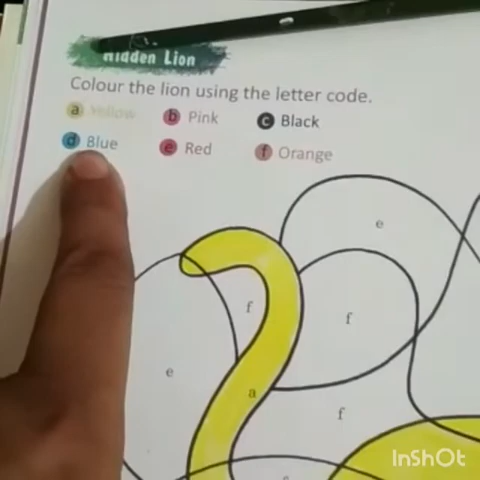 Hidden Lion
Colour the lion using the letter code.
a Yellow b Pink c Black
d Blue e Red f Orange
e
f
f
e
a
f
InShOt